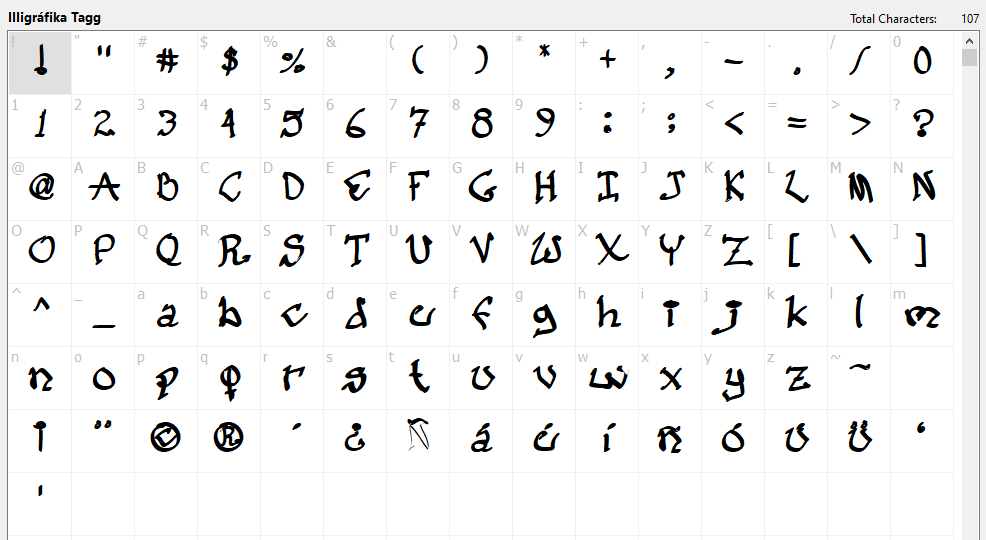 Illigráfika Tagg
Total Characters: 107
! " # $ % & ( ) * + , - . / 0
! " # $ % ( ) * + , - . / 0
1 2 3 4 5 6 7 8 9 : ; < = > ?
1 2 3 4 5 6 7 8 9 : ; < = > ?
@ A B C D E F G H I J K L M N
@ A B C D E F G H I J K L M N
O P Q R S T U V W X Y Z [ \ ]
O P Q R S T U V W X Y Z [ \ ]
^ _ a b c d e f g h i j k l m
^ _ a b c d e f g h i j k l m
n o p q r s t u v w x y z ~
n o p q r s t u v w x y z ~
¡ ¨ © ® ´ ¿ Ñ á é í ñ ó ú ü ‘
'